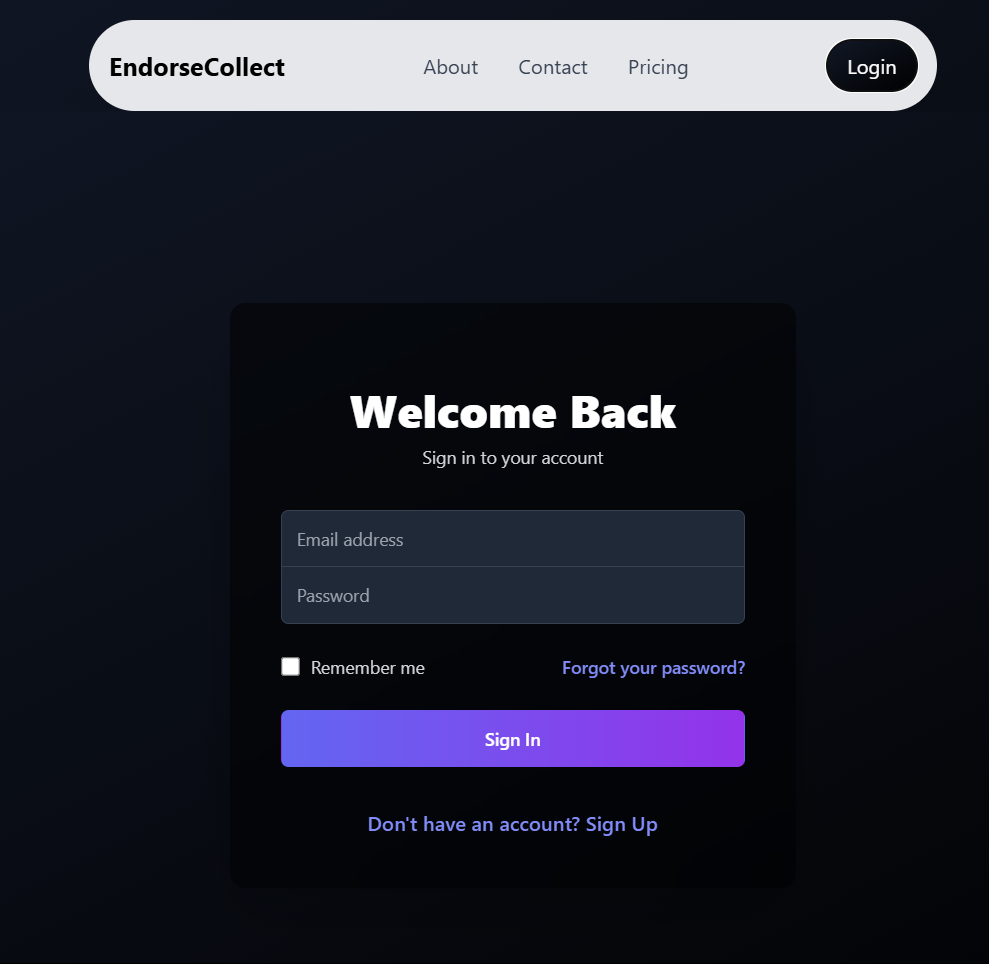 EndorseCollect
About
Contact
Pricing
Login
Welcome Back
Sign in to your account
Email address
Password
Remember me
Forgot your password?
Sign In
Don't have an account? Sign Up